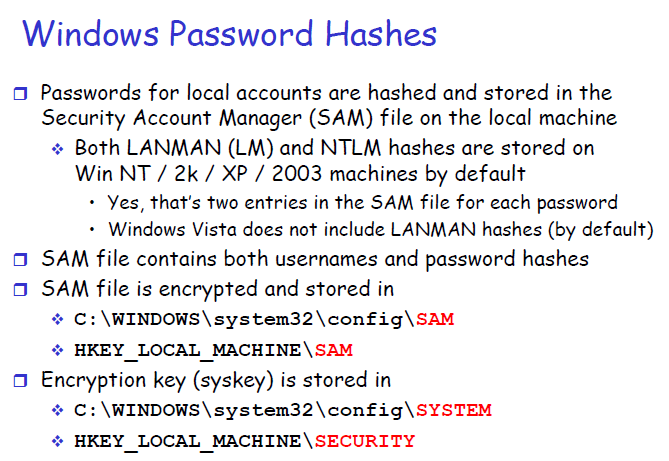 Windows Password Hashes
Passwords for local accounts are hashed and stored in the
Security Account Manager (SAM) file on the local machine
Both LANMAN (LM) and NTLM hashes are stored on
Win NT / 2k / XP / 2003 machines by default
Yes, that's two entries in the SAM file for each password
Windows Vista does not include LANMAN hashes (by default)
SAM file contains both usernames and password hashes
SAM file is encrypted and stored in
C:\WINDOWS\system32\config\SAM
HKEY_LOCAL_MACHINE\SAM
Encryption key (syskey) is stored in
C:\WINDOWS\system32\config\SYSTEM
HKEY_LOCAL_MACHINE\SECURITY